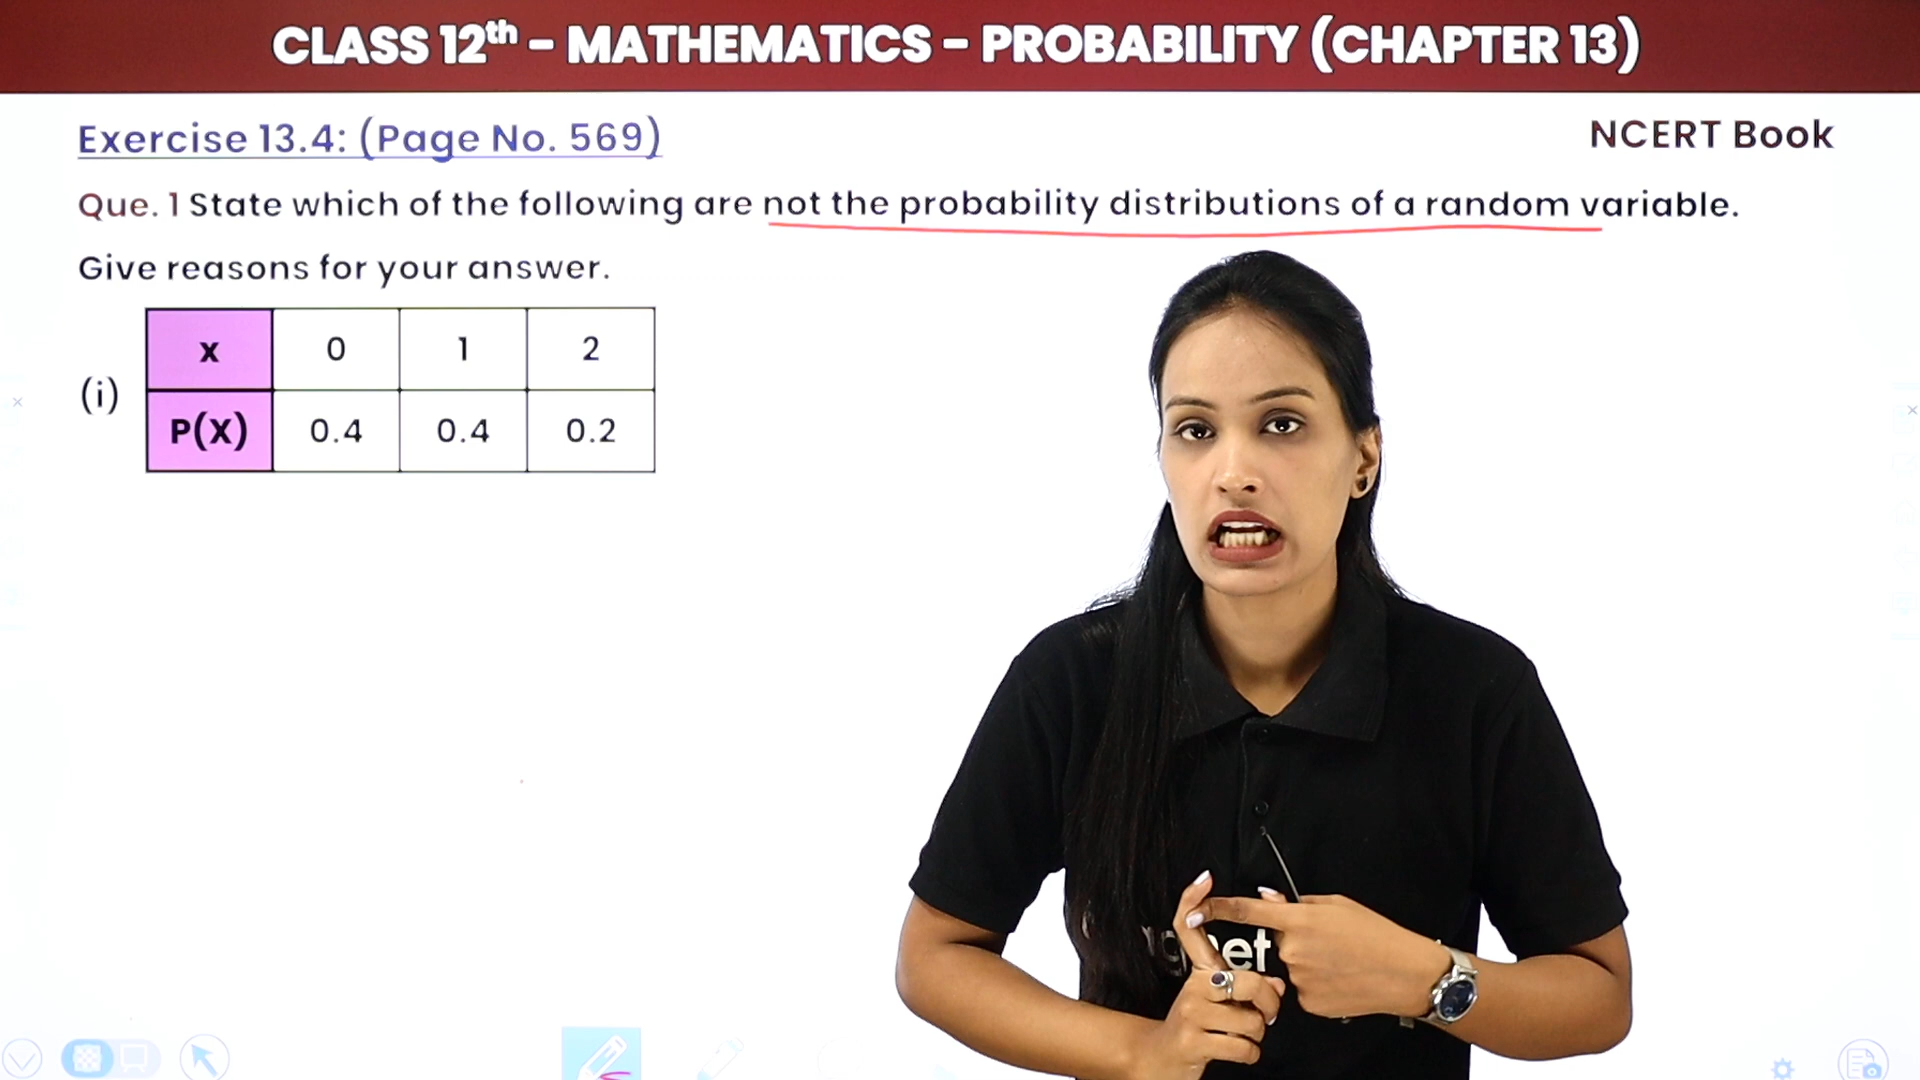 CLASS 12th – MATHEMATICS – PROBABILITY (CHAPTER 13)
Exercise 13.4: (Page No. 569)
NCERT Book
Que. 1 State which of the following are not the probability distributions of a random variable.
Give reasons for your answer.
(i)
x 0 1 2
P(X) 0.4 0.4 0.2
et